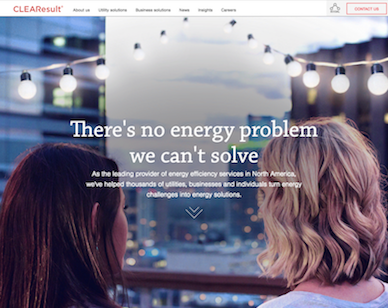 CLEAResult®
About us Utility solutions Business solutions News Insights Careers
CONTACT US
There's no energy problem
we can't solve
As the leading provider of energy efficiency services in North America,
we've helped thousands of utilities, businesses and individuals turn energy
challenges into energy solutions.